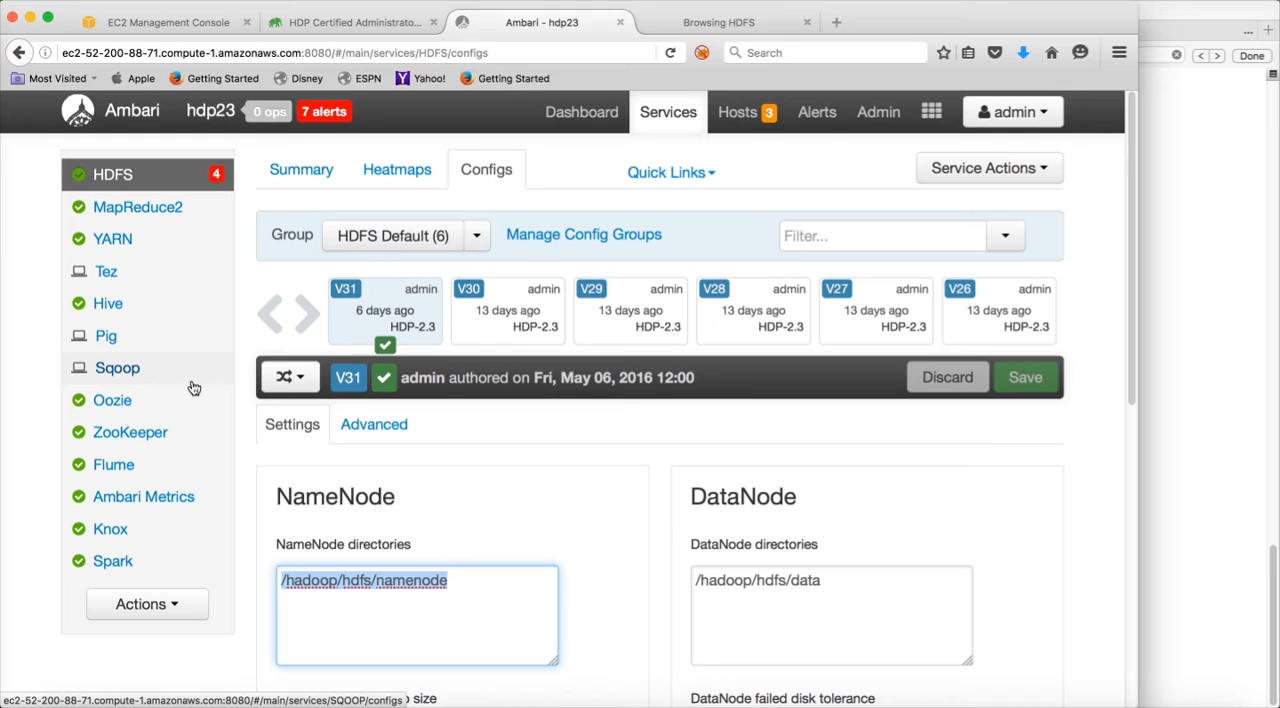 EC2 Management Console
HDP Certified Administrato...
Ambari - hdp23
Browsing HDFS
ec2-52-200-88-71.compute-1.amazonaws.com:8080/#/main/services/HDFS/configs
Search
Most Visited
Apple
Getting Started
Disney
ESPN
Yahoo!
Getting Started
Done
Ambari
hdp23
0 ops
7 alerts
Dashboard
Services
Hosts 3
Alerts
Admin
admin
HDFS 4
MapReduce2
YARN
Tez
Hive
Pig
Sqoop
Oozie
ZooKeeper
Flume
Ambari Metrics
Knox
Spark
Actions
Summary
Heatmaps
Configs
Quick Links
Service Actions
Group
HDFS Default (6)
Manage Config Groups
Filter...
V31 admin
6 days ago
HDP-2.3
V30 admin
13 days ago
HDP-2.3
V29 admin
13 days ago
HDP-2.3
V28 admin
13 days ago
HDP-2.3
V27 admin
13 days ago
HDP-2.3
V26 admin
13 days ago
HDP-2.3
V31 admin authored on Fri, May 06, 2016 12:00
Discard
Save
Settings
Advanced
NameNode
NameNode directories
/hadoop/hdfs/namenode
DataNode
DataNode directories
/hadoop/hdfs/data
DataNode failed disk tolerance
ec2-52-200-88-71.compute-1.amazonaws.com:8080/#/main/services/SQOOP/configs
size